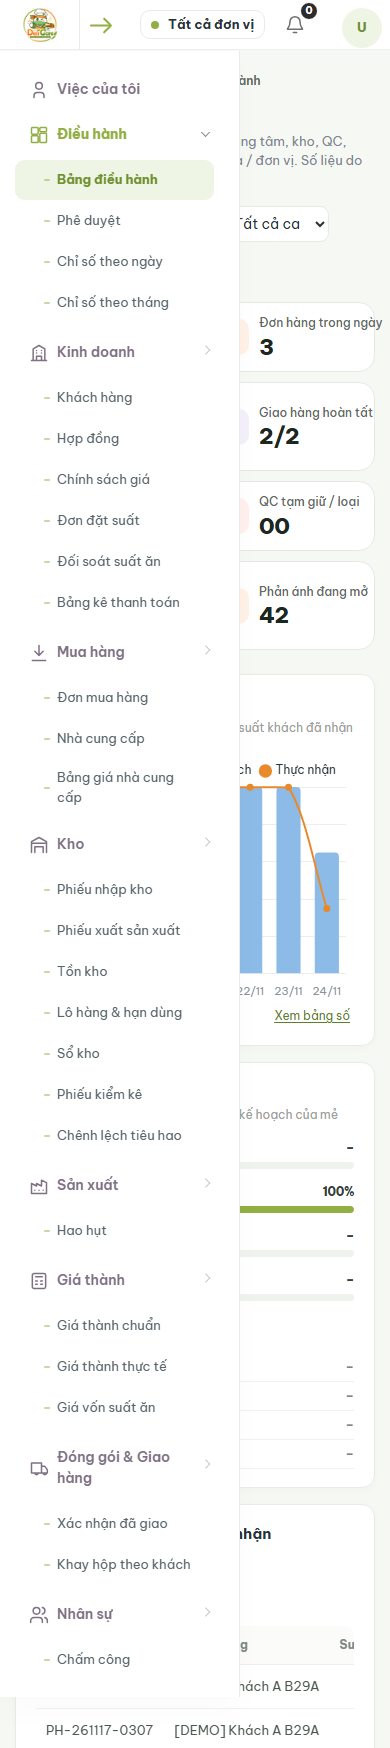 Tất cả đơn vị
0
U
Việc của tôi
Điều hành
Bảng điều hành
Phê duyệt
Chỉ số theo ngày
Chỉ số theo tháng
Kinh doanh
Khách hàng
Hợp đồng
Chính sách giá
Đơn đặt suất
Đối soát suất ăn
Bảng kê thanh toán
Mua hàng
Đơn mua hàng
Nhà cung cấp
Bảng giá nhà cung
cấp
Kho
Phiếu nhập kho
Phiếu xuất sản xuất
Tồn kho
Lô hàng & hạn dùng
Sổ kho
Phiếu kiểm kê
Chênh lệch tiêu hao
Sản xuất
Hao hụt
Giá thành
Giá thành chuẩn
Giá thành thực tế
Giá vốn suất ăn
Đóng gói & Giao
hàng
Xác nhận đã giao
Khay hộp theo khách
Nhân sự
Chấm công
ành
ng tâm, kho, QC,
/ đơn vị. Số liệu do
Tất cả ca
Đơn hàng trong ngày
3
Giao hàng hoàn tất
2/2
QC tạm giữ / loại
00
Phản ánh đang mở
42
suất khách đã nhận
ch
Thực nhận
22/11 23/11 24/11
Xem bảng số
kế hoạch của mẻ
–
100%
–
–
–
–
–
–
nhận
g Su
hách A B29A
PH-261117-0307 [DEMO] Khách A B29A